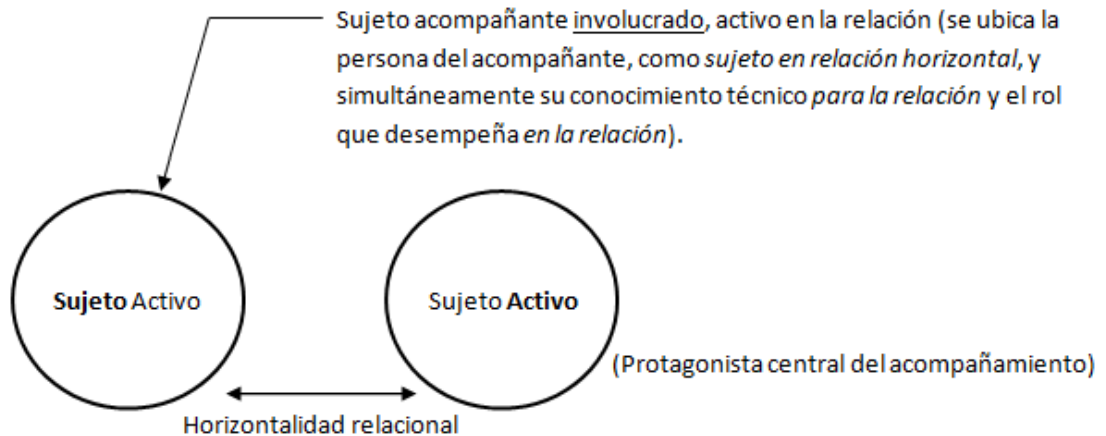 Sujeto acompañante involucrado, activo en la relación (se ubica la
persona del acompañante, como sujeto en relación horizontal, y
simultáneamente su conocimiento técnico para la relación y el rol
que desempeña en la relación).
Sujeto Activo
Sujeto Activo
(Protagonista central del acompañamiento)
Horizontalidad relacional